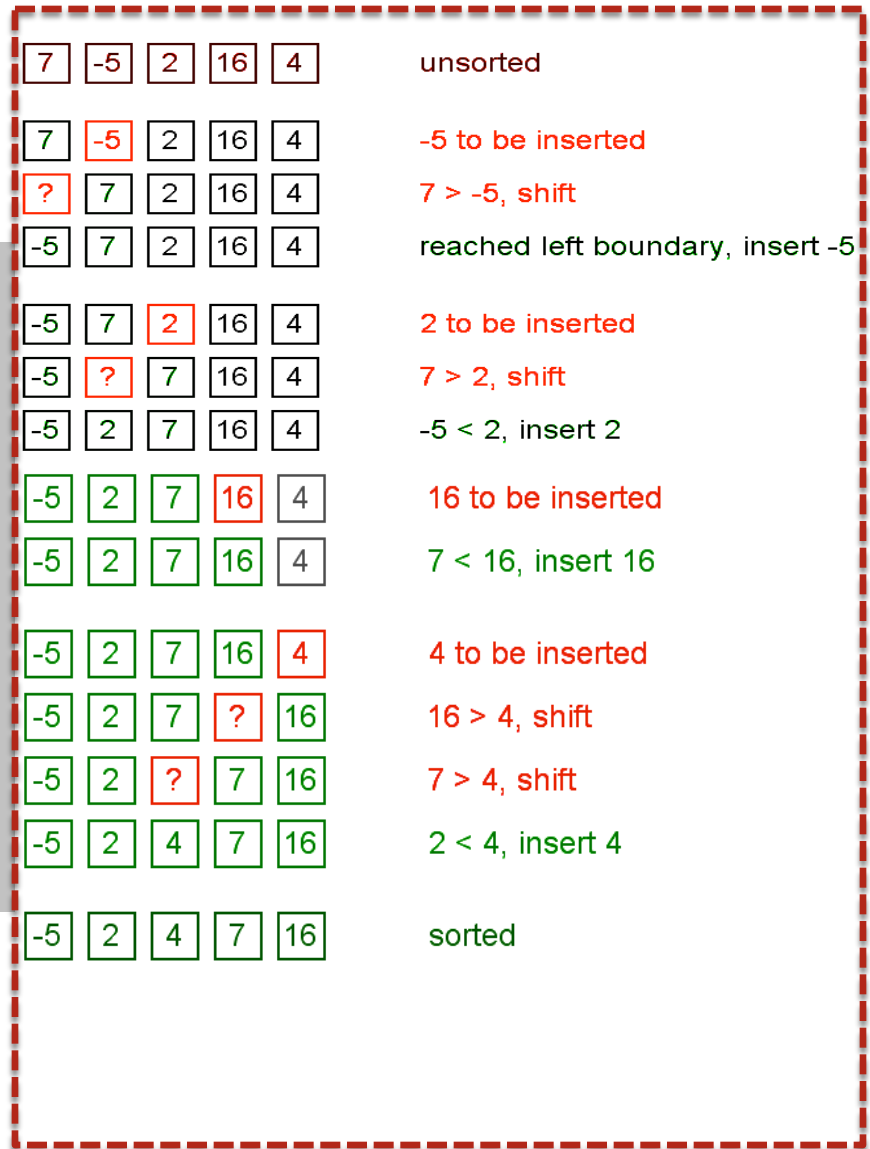 7 -5 2 16 4 unsorted
7 -5 2 16 4 -5 to be inserted
? 7 2 16 4 7 > -5, shift
-5 7 2 16 4 reached left boundary, insert -5
-5 7 2 16 4 2 to be inserted
-5 ? 7 16 4 7 > 2, shift
-5 2 7 16 4 -5 < 2, insert 2
-5 2 7 16 4 16 to be inserted
-5 2 7 16 4 7 < 16, insert 16
-5 2 7 16 4 4 to be inserted
-5 2 7 ? 16 16 > 4, shift
-5 2 ? 7 16 7 > 4, shift
-5 2 4 7 16 2 < 4, insert 4
-5 2 4 7 16 sorted